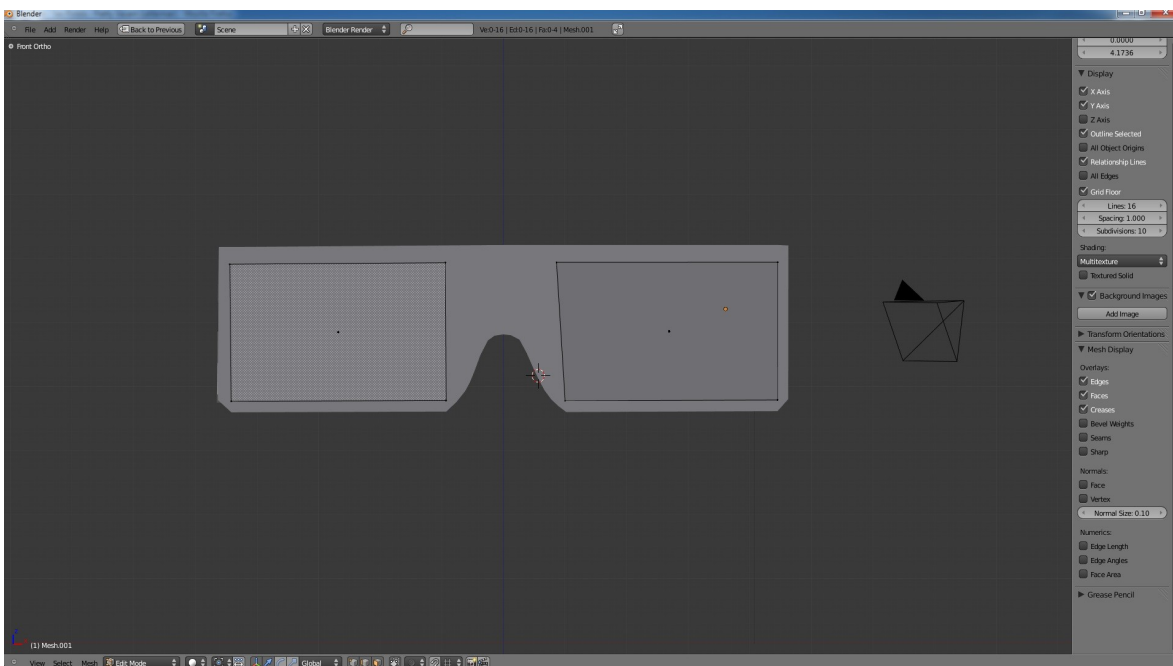 Blender
File Add Render Help Back to Previous Scene Blender Render Ve:0-16 | Ed:0-16 | Fa:0-4 | Mesh.001
Front Ortho
0.0000
4.1736
Display
X Axis
Y Axis
Z Axis
Outline Selected
All Object Origins
Relationship Lines
All Edges
Grid Floor
Lines: 16
Spacing: 1.000
Subdivisions: 10
Shading:
Multitexture
Textured Solid
Background Images
Add Image
Transform Orientations
Mesh Display
Overlays:
Edges
Faces
Creases
Bevel Weights
Seams
Sharp
Normals:
Face
Vertex
Normal Size: 0.10
Numerics:
Edge Length
Edge Angles
Face Area
Grease Pencil
(1) Mesh.001
View Select Mesh Edit Mode Global